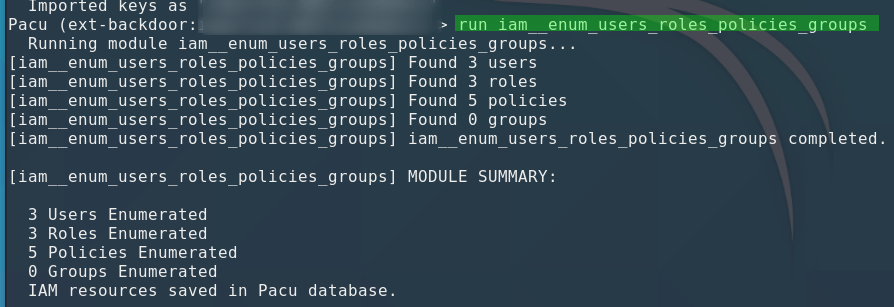 Imported keys as
Pacu (ext-backdoor: > run iam__enum_users_roles_policies_groups
Running module iam__enum_users_roles_policies_groups...
[iam__enum_users_roles_policies_groups] Found 3 users
[iam__enum_users_roles_policies_groups] Found 3 roles
[iam__enum_users_roles_policies_groups] Found 5 policies
[iam__enum_users_roles_policies_groups] Found 0 groups
[iam__enum_users_roles_policies_groups] iam__enum_users_roles_policies_groups completed.
[iam__enum_users_roles_policies_groups] MODULE SUMMARY:
3 Users Enumerated
3 Roles Enumerated
5 Policies Enumerated
0 Groups Enumerated
IAM resources saved in Pacu database.